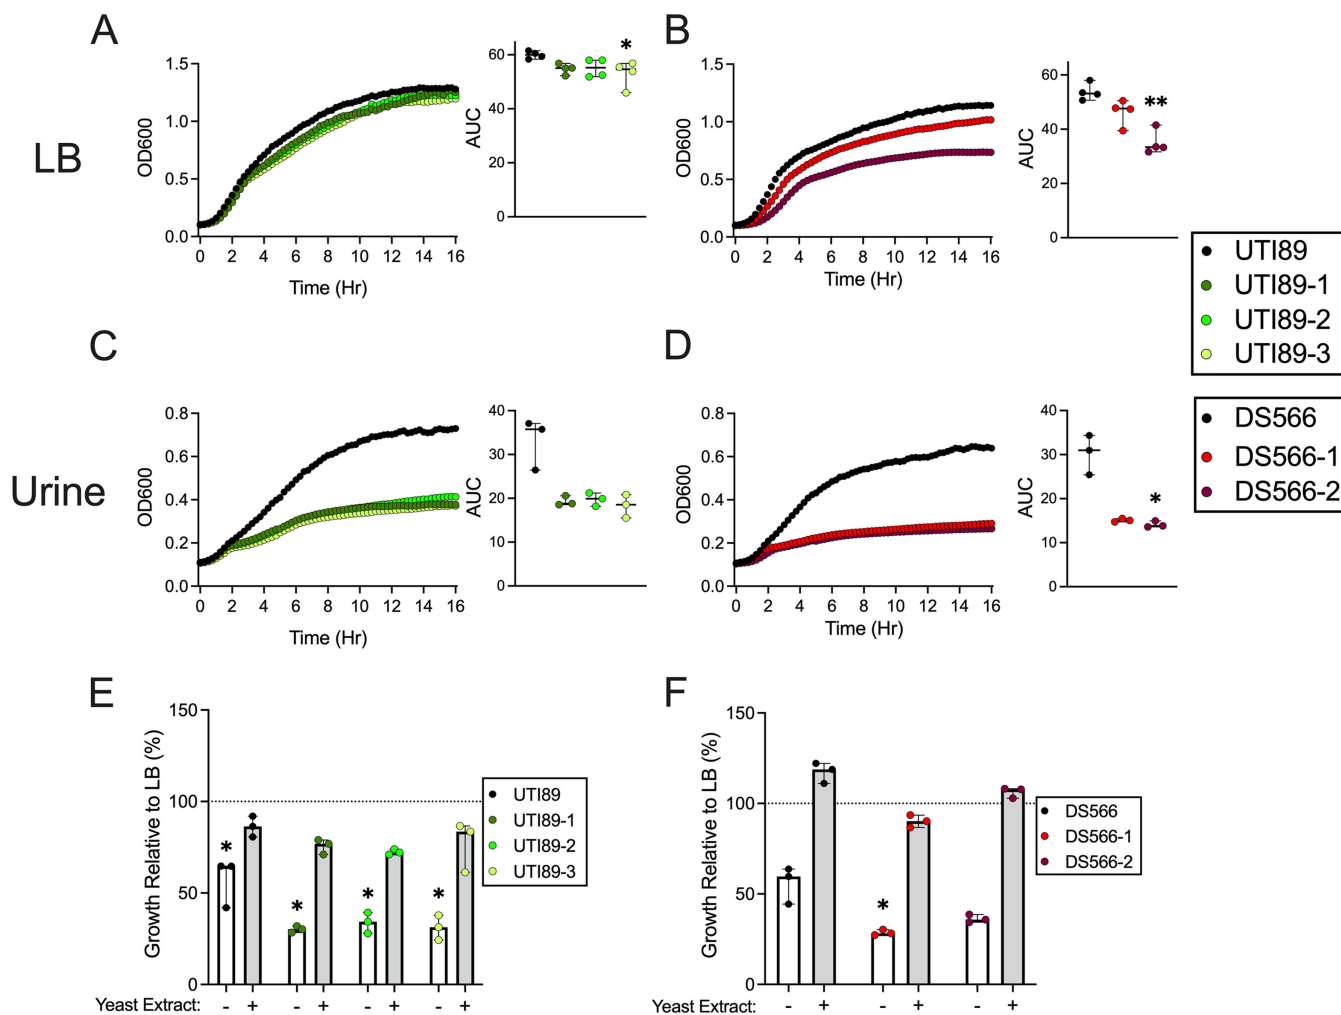 A
B
LB
OD600
1.5
1.0
0.5
0.0
0 2 4 6 8 10 12 14 16
Time (Hr)
AUC
60
40
20
0
*
OD600
1.5
1.0
0.5
0.0
0 2 4 6 8 10 12 14 16
Time (Hr)
AUC
60
40
20
0
**
UTI89
UTI89-1
UTI89-2
UTI89-3
C
D
Urine
OD600
0.8
0.6
0.4
0.2
0.0
0 2 4 6 8 10 12 14 16
Time (Hr)
AUC
40
30
20
10
0
OD600
0.8
0.6
0.4
0.2
0.0
0 2 4 6 8 10 12 14 16
Time (Hr)
AUC
40
30
20
10
0
*
DS566
DS566-1
DS566-2
E
Growth Relative to LB (%)
150
100
50
0
* * * *
Yeast Extract: - + - + - + - +
UTI89
UTI89-1
UTI89-2
UTI89-3
F
Growth Relative to LB (%)
150
100
50
0
*
Yeast Extract: - + - + - +
DS566
DS566-1
DS566-2